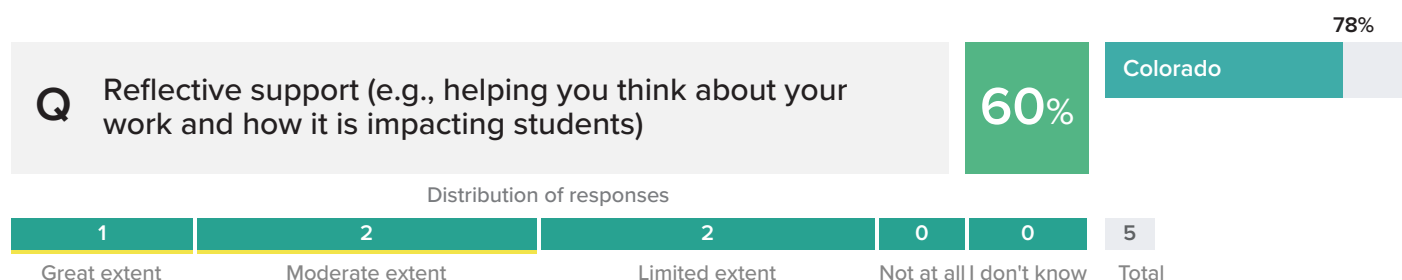 78%
Q
Reflective support (e.g., helping you think about your
work and how it is impacting students)
60%
Colorado
Distribution of responses
1
2
2
0
0
5
Great extent
Moderate extent
Limited extent
Not at all
I don't know
Total